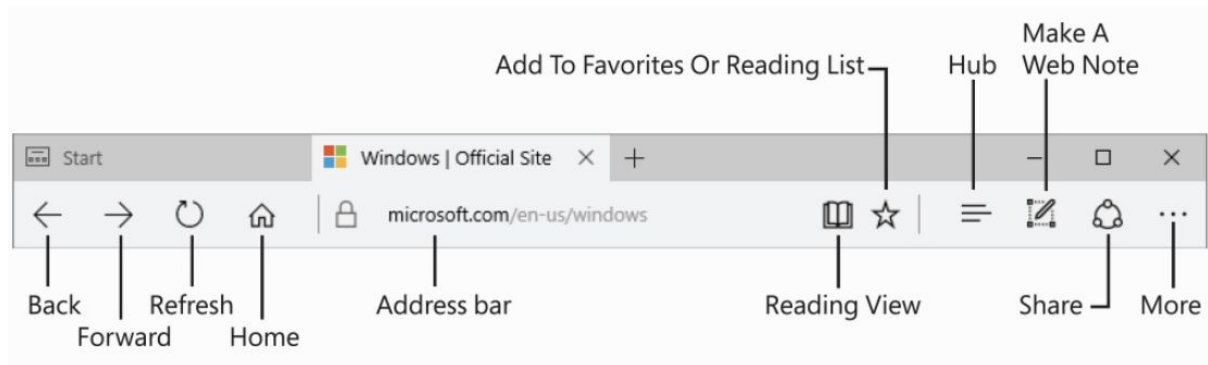 Make A
Web Note
Add To Favorites Or Reading List
Hub
Start
Windows | Official Site
microsoft.com/en-us/windows
Back
Forward
Refresh
Home
Address bar
Reading View
Share
More